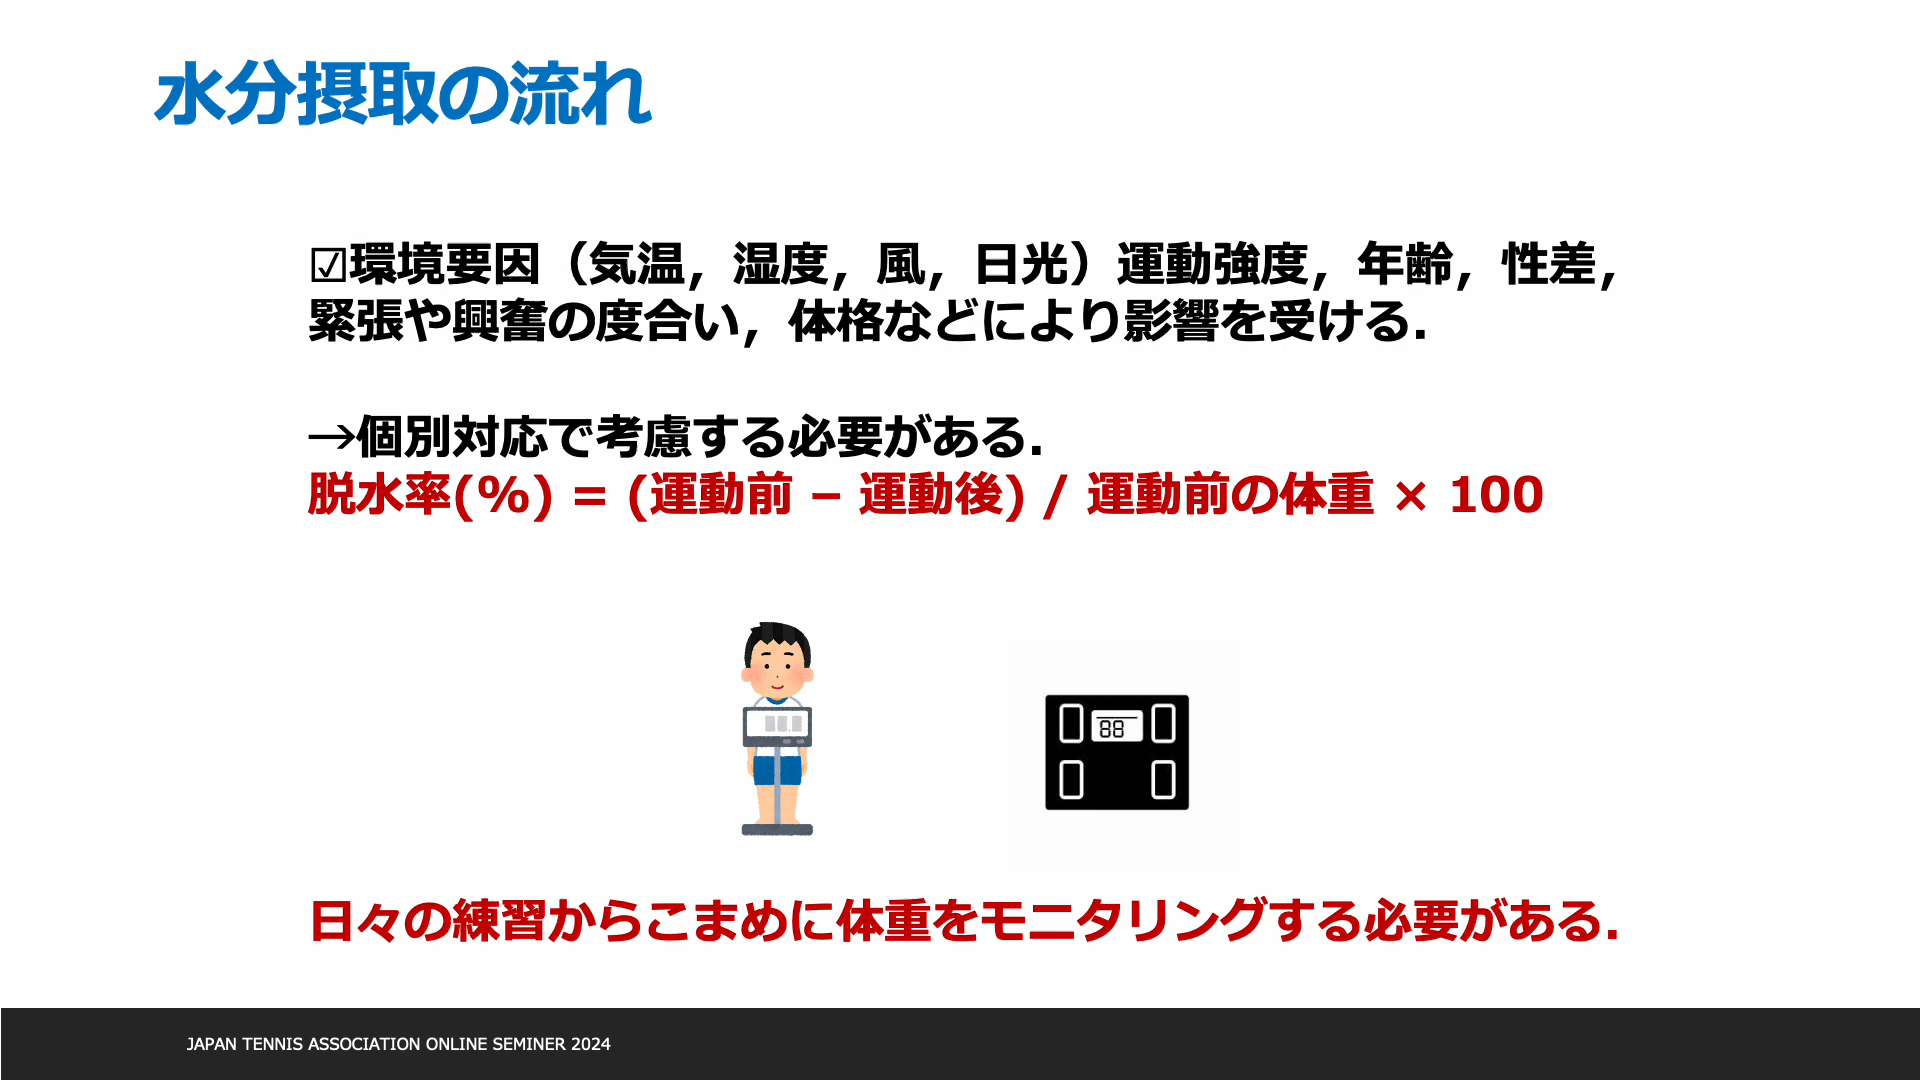 水分摂取の流れ
☑環境要因（気温，湿度，風，日光）運動強度，年齢，性差，
緊張や興奮の度合い，体格などにより影響を受ける．
→個別対応で考慮する必要がある．
脱水率(%) = (運動前 – 運動後) / 運動前の体重 × 100
88
日々の練習からこまめに体重をモニタリングする必要がある．
JAPAN TENNIS ASSOCIATION ONLINE SEMINER 2024